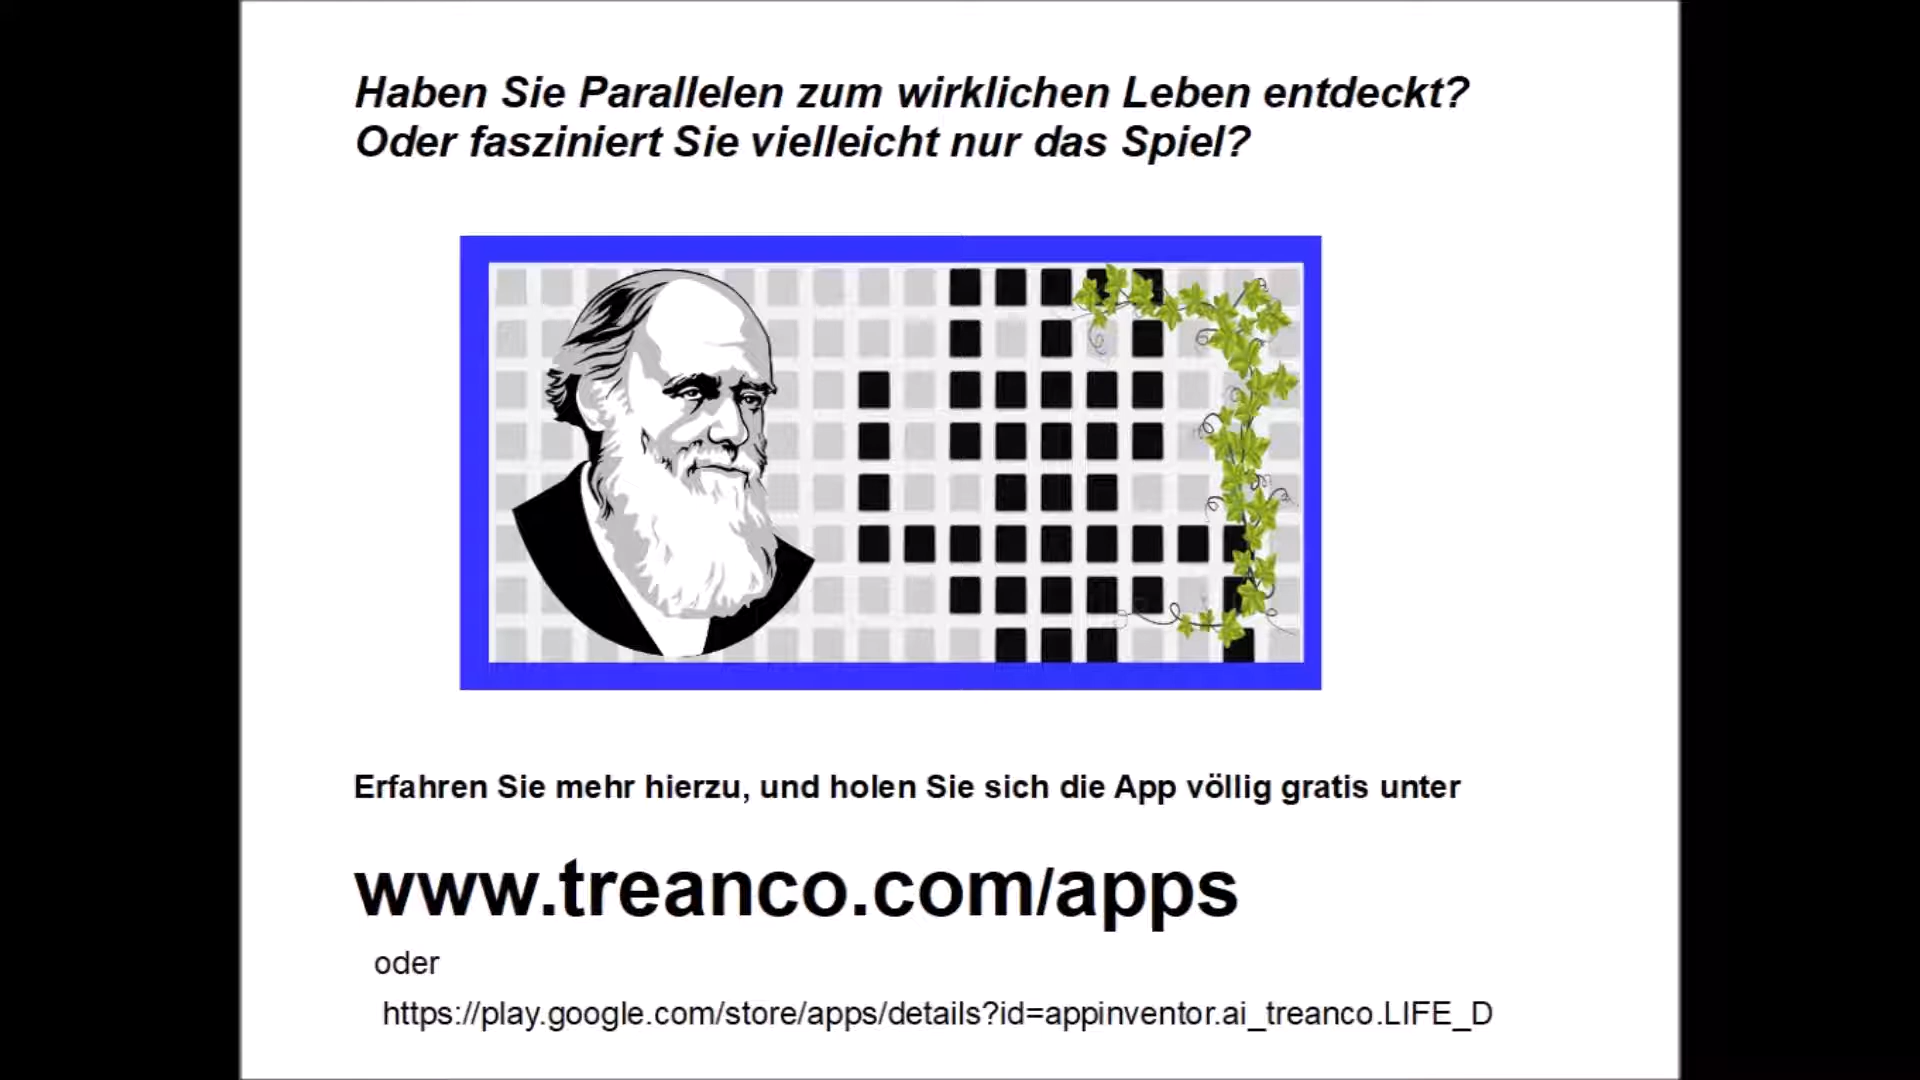 Haben Sie Parallelen zum wirklichen Leben entdeckt?
Oder fasziniert Sie vielleicht nur das Spiel?
Erfahren Sie mehr hierzu, und holen Sie sich die App völlig gratis unter
www.treanco.com/apps
oder
https://play.google.com/store/apps/details?id=appinventor.ai_treanco.LIFE_D